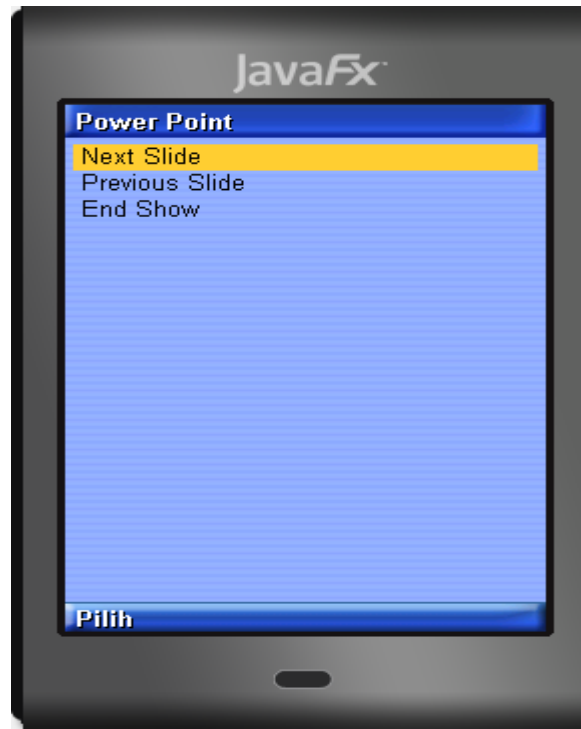 JavaFx
Power Point
Next Slide
Previous Slide
End Show
Pilih